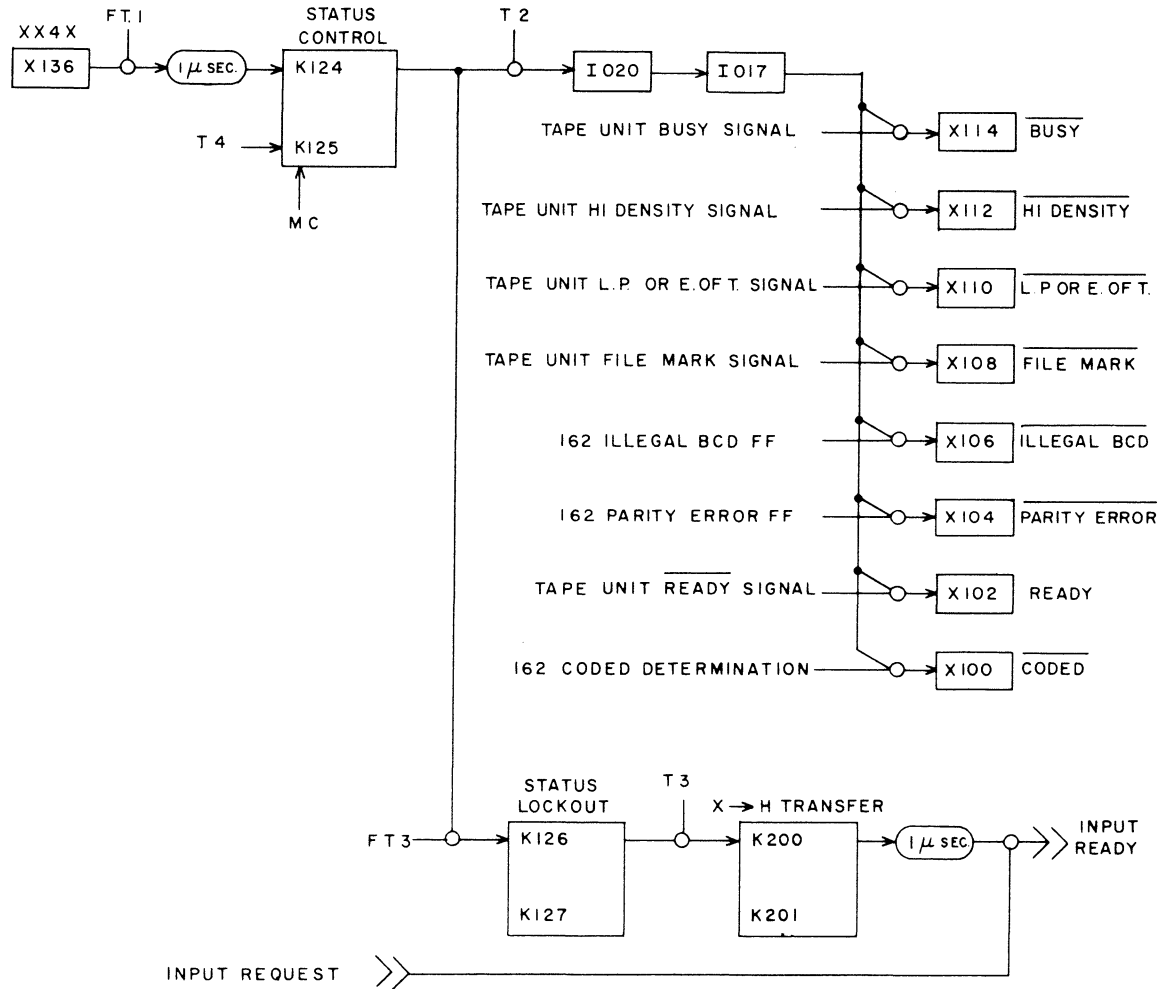 XX4X
FT.1
STATUS
CONTROL
T2
X136
1 μ SEC.
K124
K125
I020
I017
T4
MC
TAPE UNIT BUSY SIGNAL
X114
BUSY
TAPE UNIT HI DENSITY SIGNAL
X112
HI DENSITY
TAPE UNIT L.P. OR E.OF T. SIGNAL
X110
L.P OR E. OF T.
TAPE UNIT FILE MARK SIGNAL
X108
FILE MARK
162 ILLEGAL BCD FF
X106
ILLEGAL BCD
162 PARITY ERROR FF
X104
PARITY ERROR
TAPE UNIT READY SIGNAL
X102
READY
162 CODED DETERMINATION
X100
CODED
STATUS
LOCKOUT
T3
X → H TRANSFER
FT3
K126
K127
K200
K201
1 μ SEC.
INPUT
READY
INPUT REQUEST